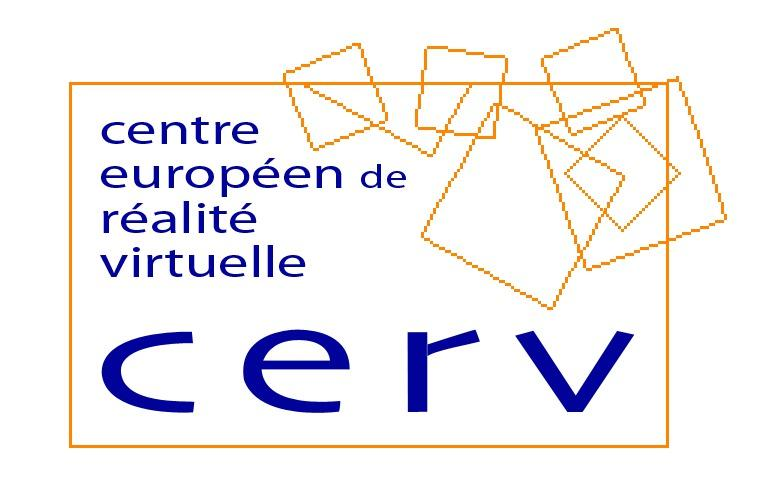 centre
européen de
réalité
virtuelle
cerv